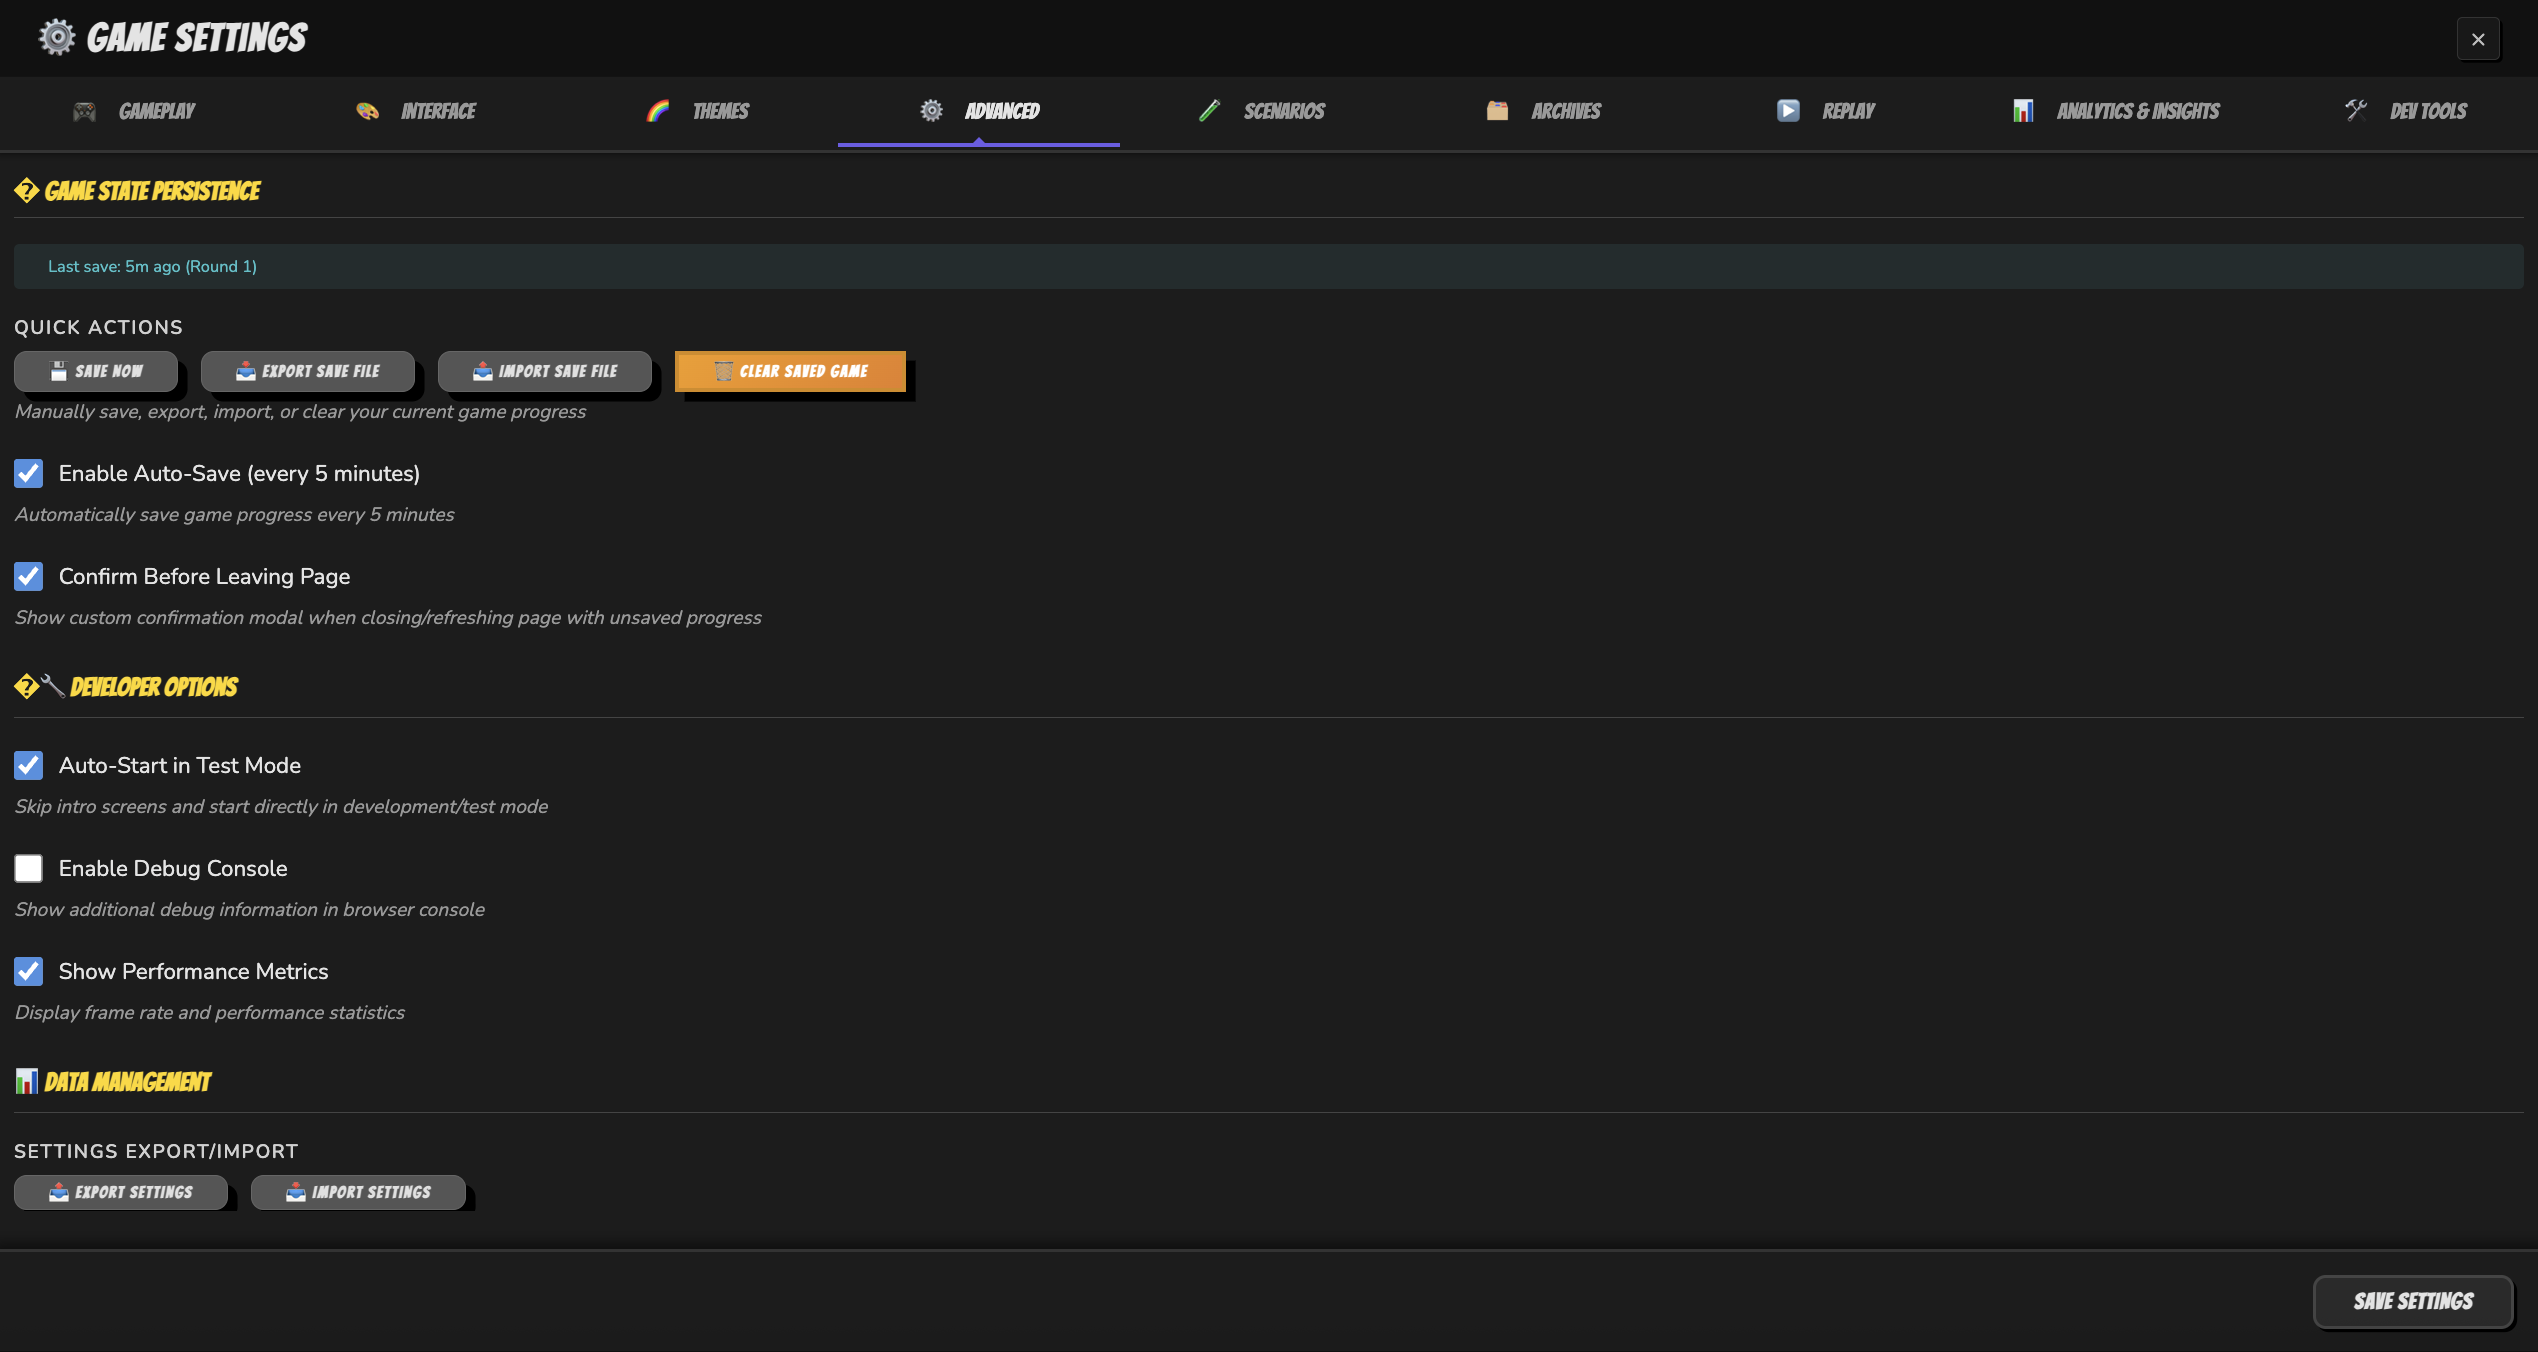 GAME SETTINGS
×
GAMEPLAY
INTERFACE
THEMES
ADVANCED
SCENARIOS
ARCHIVES
REPLAY
ANALYTICS & INSIGHTS
DEV TOOLS
� GAME STATE PERSISTENCE
Last save: 5m ago (Round 1)
QUICK ACTIONS
SAVE NOW
EXPORT SAVE FILE
IMPORT SAVE FILE
CLEAR SAVED GAME
Manually save, export, import, or clear your current game progress
Enable Auto-Save (every 5 minutes)
Automatically save game progress every 5 minutes
Confirm Before Leaving Page
Show custom confirmation modal when closing/refreshing page with unsaved progress
� DEVELOPER OPTIONS
Auto-Start in Test Mode
Skip intro screens and start directly in development/test mode
Enable Debug Console
Show additional debug information in browser console
Show Performance Metrics
Display frame rate and performance statistics
DATA MANAGEMENT
SETTINGS EXPORT/IMPORT
EXPORT SETTINGS
IMPORT SETTINGS
SAVE SETTINGS